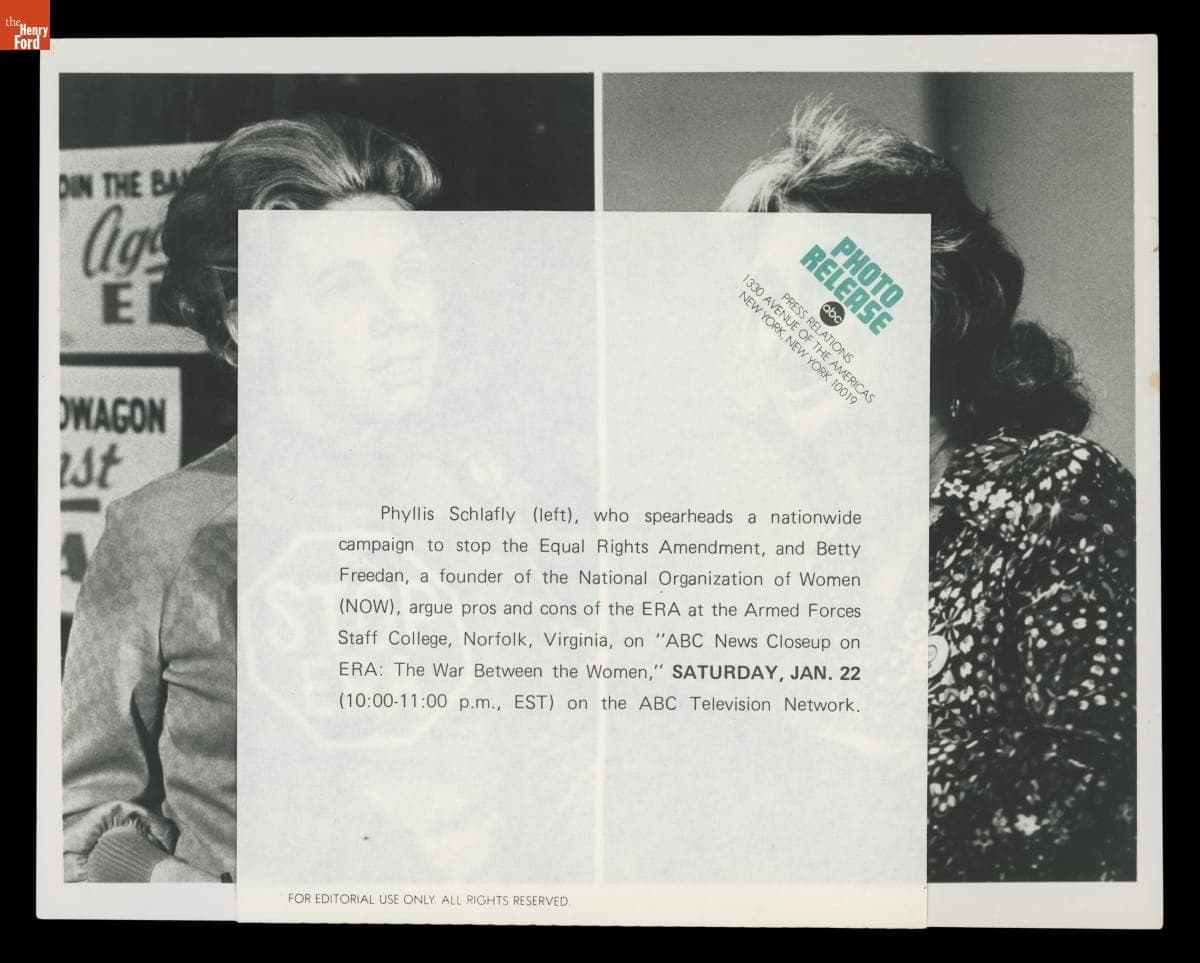 the
Henry
Ford
OIN THE BA
Aga
E
OWAGON
nst
A
PHOTO
RELEASE
abc
PRESS RELATIONS
1330 AVENUE OF THE AMERICAS
NEW YORK, NEW YORK 10019
Phyllis Schlafly (left), who spearheads a nationwide
campaign to stop the Equal Rights Amendment, and Betty
Freedan, a founder of the National Organization of Women
(NOW), argue pros and cons of the ERA at the Armed Forces
Staff College, Norfolk, Virginia, on "ABC News Closeup on
ERA: The War Between the Women," SATURDAY, JAN. 22
(10:00-11:00 p.m., EST) on the ABC Television Network.
STOP
E
FOR EDITORIAL USE ONLY. ALL RIGHTS RESERVED.